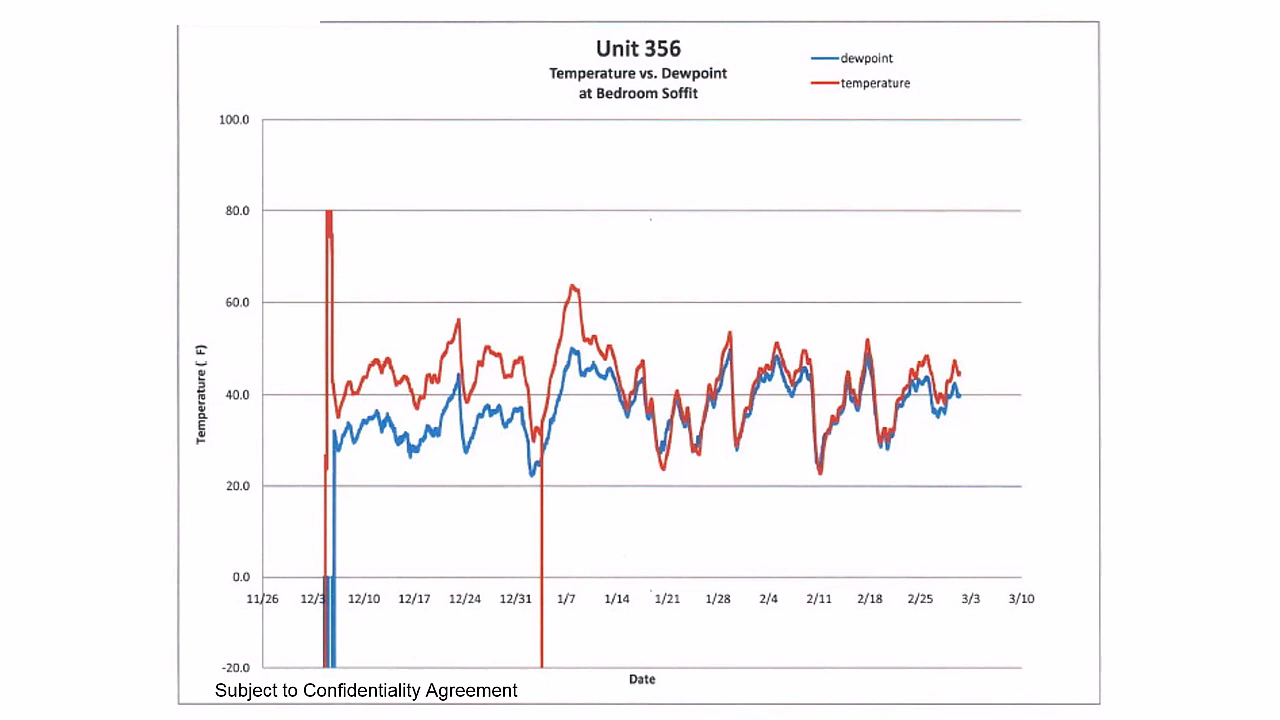 Unit 356
Temperature vs. Dewpoint
at Bedroom Soffit
dewpoint
temperature
100.0
80.0
60.0
40.0
20.0
0.0
-20.0
Temperature ( F)
11/26 12/3 12/10 12/17 12/24 12/31 1/7 1/14 1/21 1/28 2/4 2/11 2/18 2/25 3/3 3/10
Date
Subject to Confidentiality Agreement